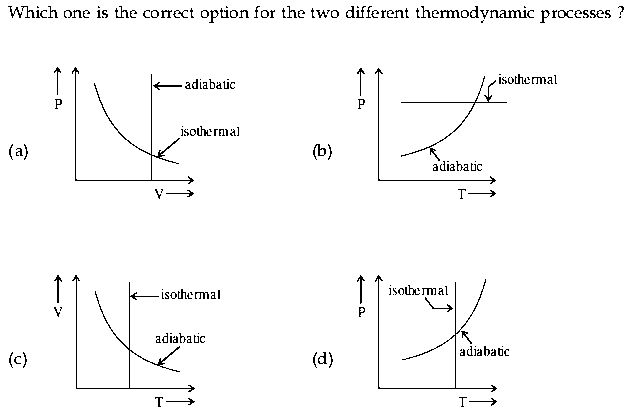 Which one is the correct option for the two different thermodynamic processes ?
(a)
P
adiabatic
isothermal
V
(b)
P
isothermal
adiabatic
T
(c)
V
isothermal
adiabatic
T
(d)
P
isothermal
adiabatic
T